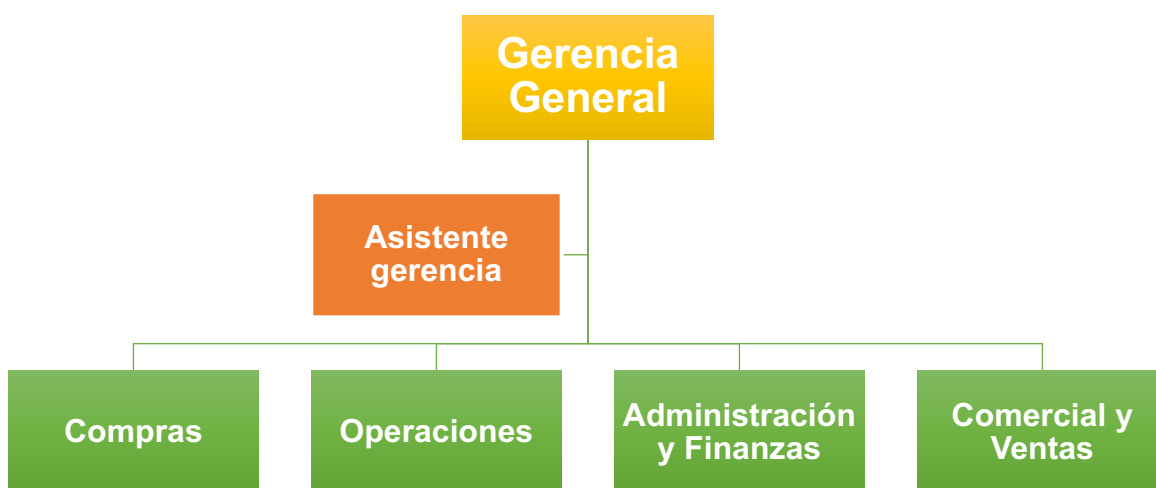 Gerencia
General
Asistente
gerencia
Compras
Operaciones
Administración
y Finanzas
Comercial y
Ventas